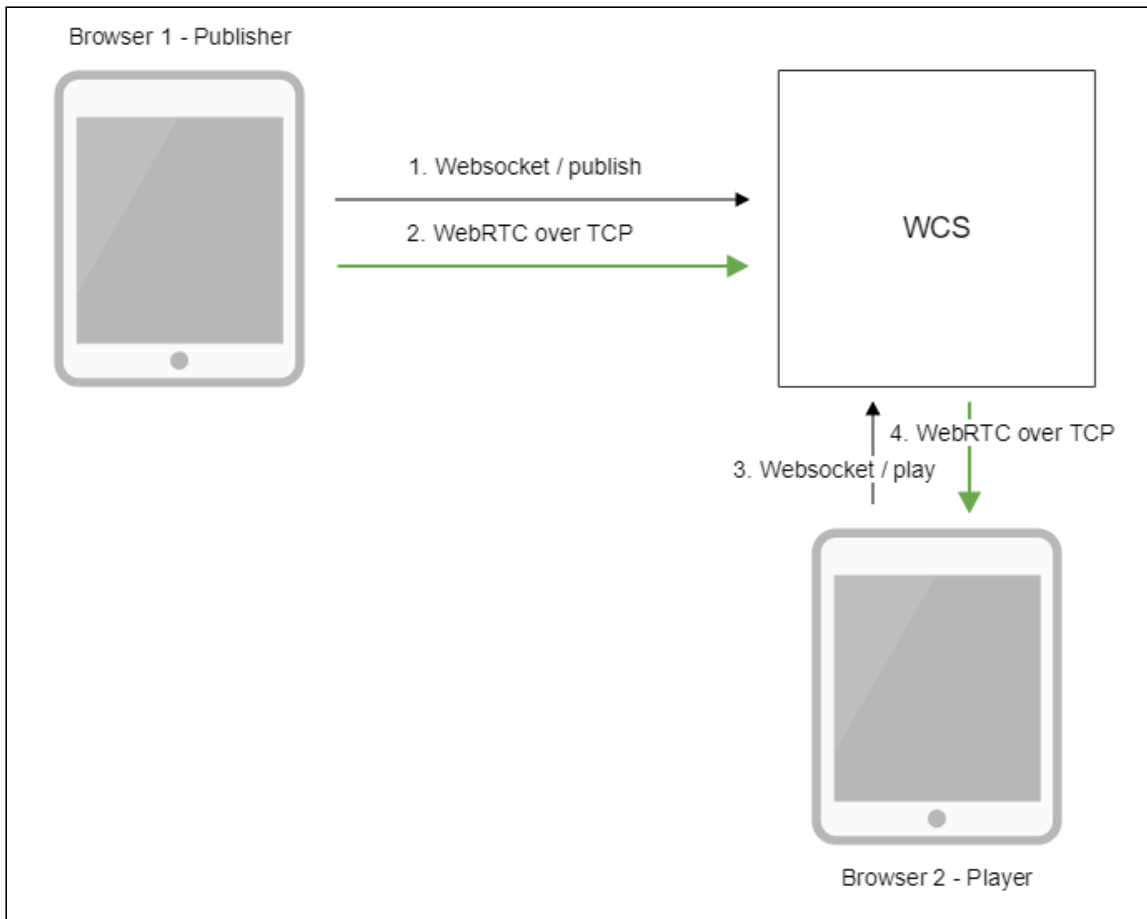 Browser 1 - Publisher
1. Websocket / publish
2. WebRTC over TCP
WCS
4. WebRTC over TCP
3. Websocket / play
Browser 2 - Player